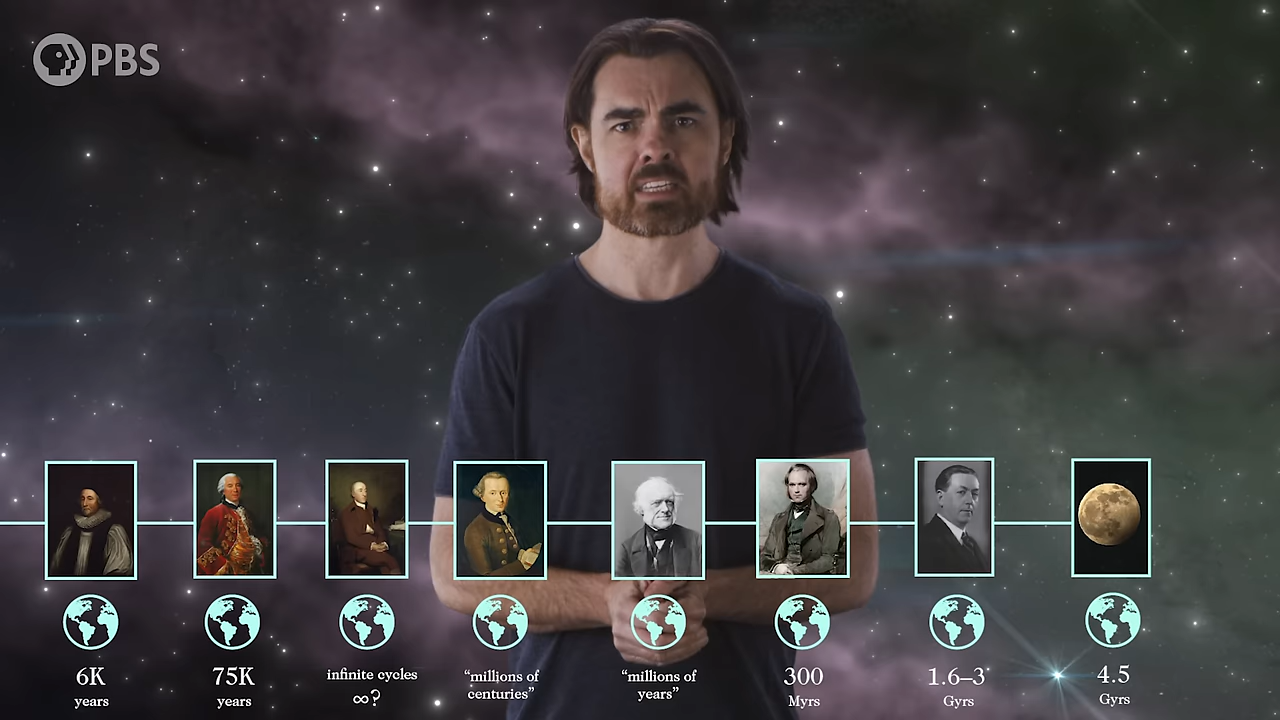 PBS
6K
years
75K
years
infinite cycles
∞?
“millions of
centuries”
“millions of
years”
300
Myrs
1.6–3
Gyrs
4.5
Gyrs